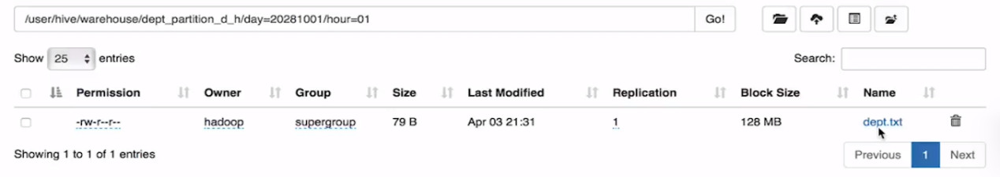 /user/hive/warehouse/dept_partition_d_h/day=20281001/hour=01 Go!
Show 25 entries Search:
Permission Owner Group Size Last Modified Replication Block Size Name
-rw-r--r-- hadoop supergroup 79 B Apr 03 21:31 1 128 MB dept.txt
Showing 1 to 1 of 1 entries Previous 1 Next